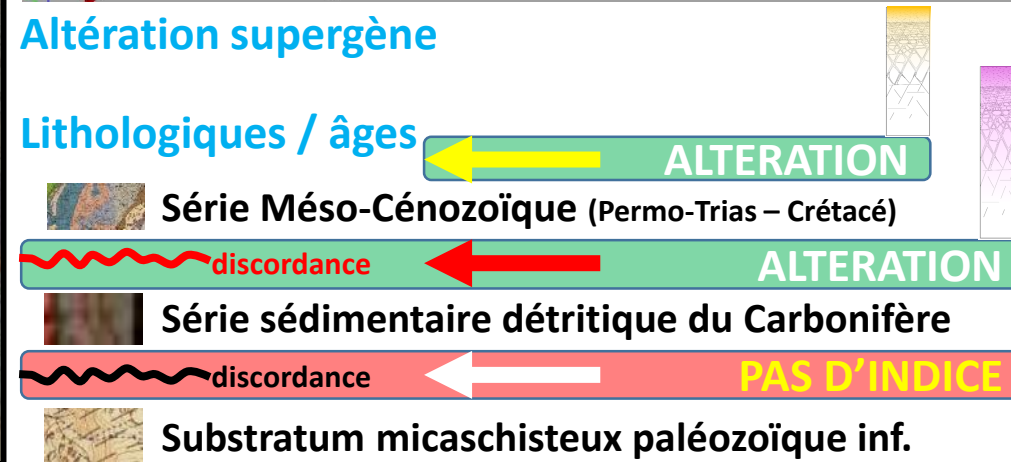 Altération supergène
Lithologiques / âges
ALTERATION
Série Méso-Cénozoïque (Permo-Trias – Crétacé)
discordance ALTERATION
Série sédimentaire détritique du Carbonifère
discordance PAS D’INDICE
Substratum micaschisteux paléozoïque inf.